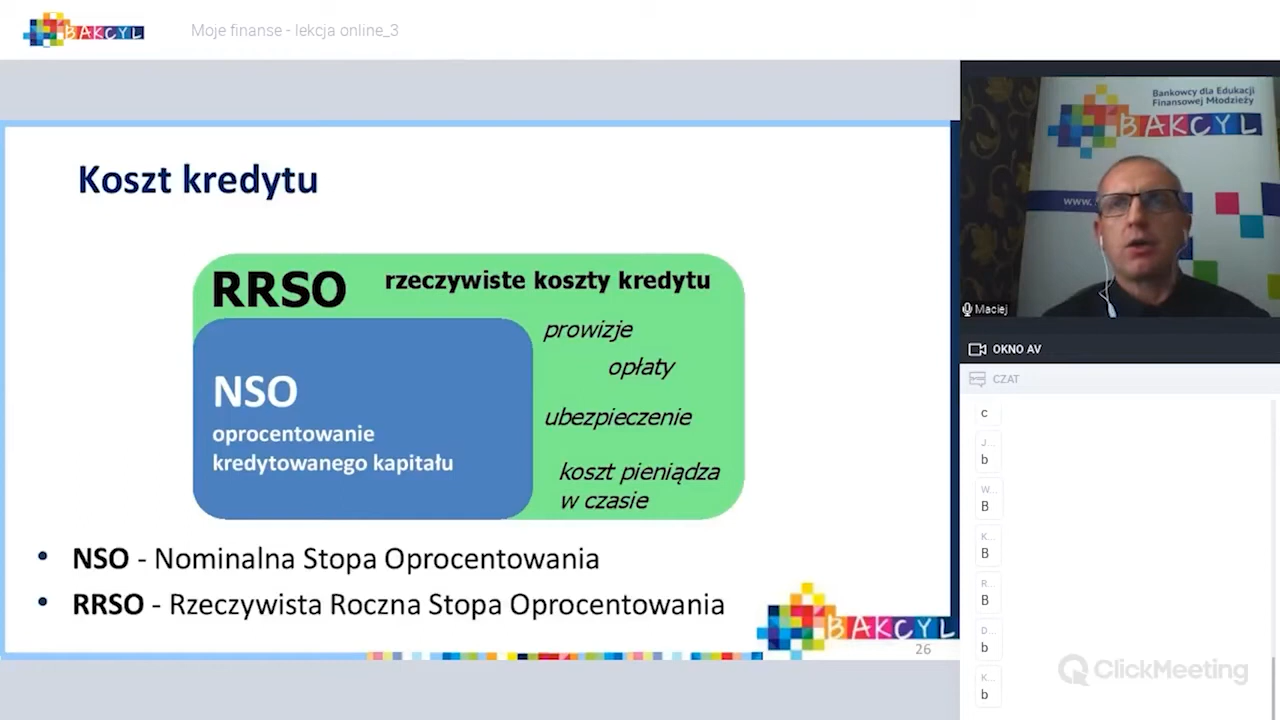 BAKCYL
Moje finanse - lekcja online_3
Koszt kredytu
RRSO rzeczywiste koszty kredytu
prowizje
opłaty
ubezpieczenie
koszt pieniądza
w czasie
NSO
oprocentowanie
kredytowanego kapitału
• NSO - Nominalna Stopa Oprocentowania
• RRSO - Rzeczywista Roczna Stopa Oprocentowania
BAKCYL
26
Bankowcy dla Edukacji
Finansowej Młodzieży
BAKCYL
www.
Maciej
OKNO AV
CZAT
c
J...
b
W...
B
K...
B
R...
B
D...
b
K...
b
ClickMeeting